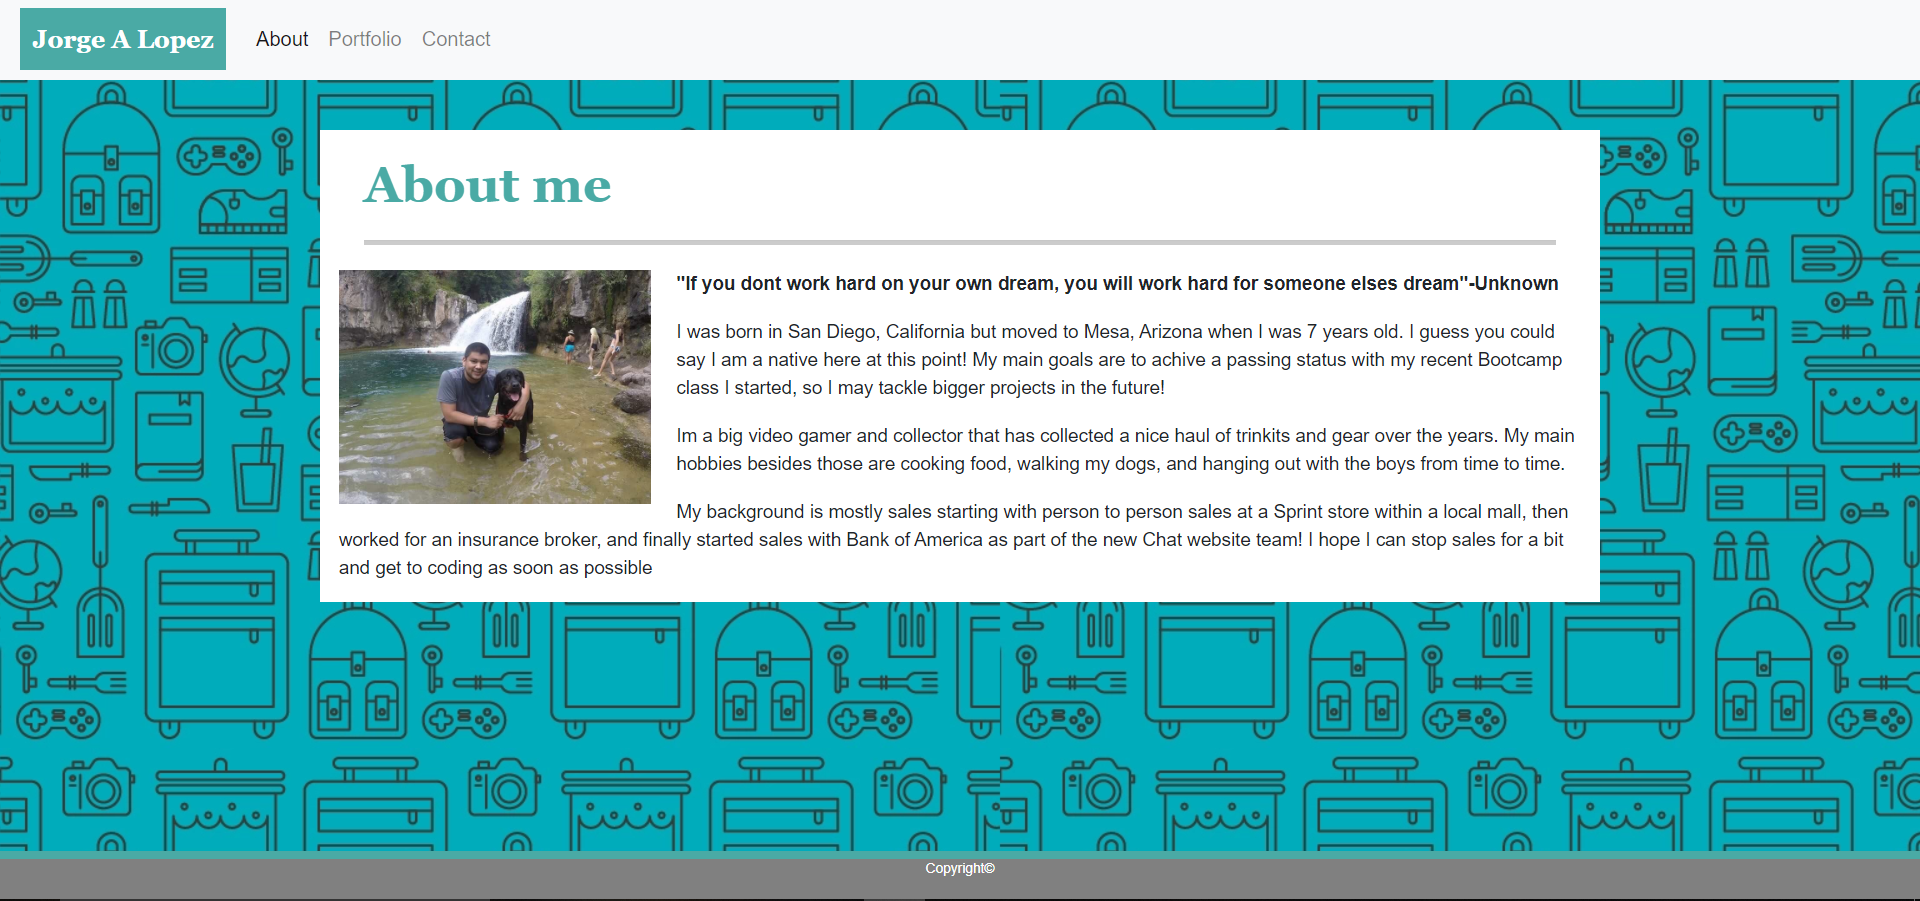 Jorge A Lopez About Portfolio Contact
About me
"If you dont work hard on your own dream, you will work hard for someone elses dream"-Unknown
I was born in San Diego, California but moved to Mesa, Arizona when I was 7 years old. I guess you could
say I am a native here at this point! My main goals are to achive a passing status with my recent Bootcamp
class I started, so I may tackle bigger projects in the future!
Im a big video gamer and collector that has collected a nice haul of trinkits and gear over the years. My main
hobbies besides those are cooking food, walking my dogs, and hanging out with the boys from time to time.
My background is mostly sales starting with person to person sales at a Sprint store within a local mall, then
worked for an insurance broker, and finally started sales with Bank of America as part of the new Chat website team! I hope I can stop sales for a bit
and get to coding as soon as possible
Copyright©